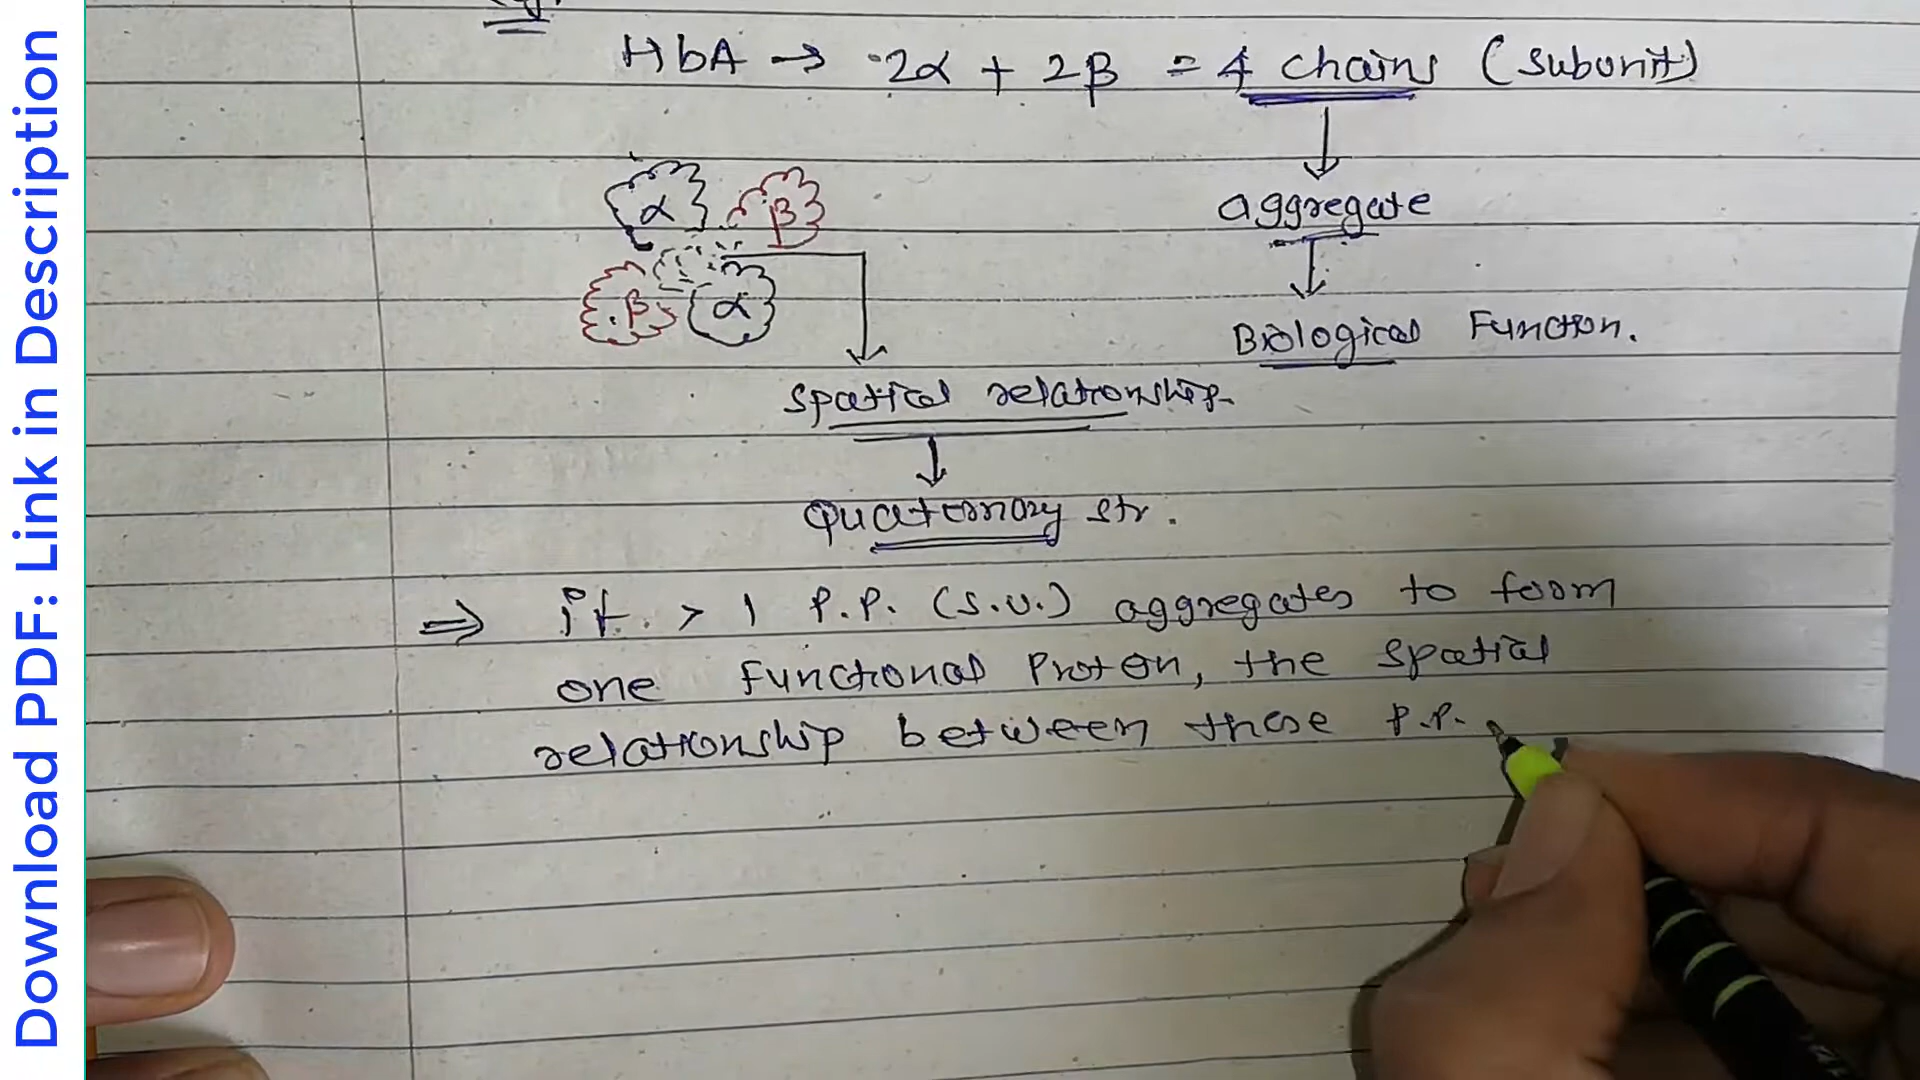 HbA → 2α + 2β = 4 chains (subunit)
α
β
aggregate
β
α
Biological Function.
spatial relationship.
Quaternary str.
⇒ if > 1 P.P. (S.U.) aggregates to form
one functional Protein, the spatial
relationship between these P.P.
Download PDF: Link in Description